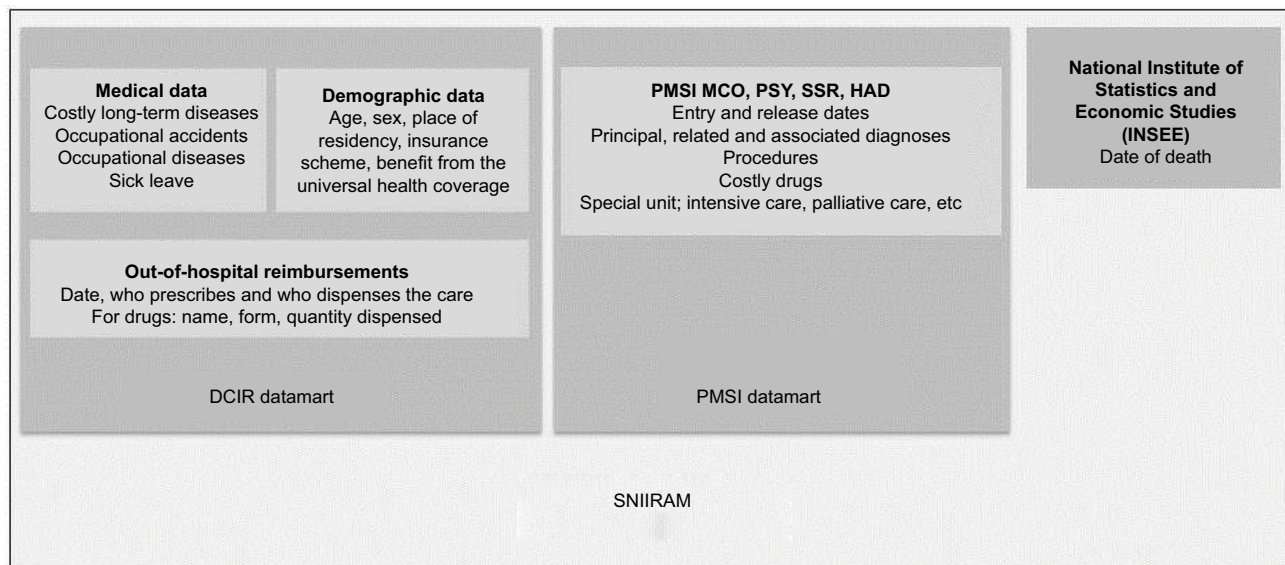 Medical data
Costly long-term diseases
Occupational accidents
Occupational diseases
Sick leave
Demographic data
Age, sex, place of
residency, insurance
scheme, benefit from the
universal health coverage
Out-of-hospital reimbursements
Date, who prescribes and who dispenses the care
For drugs: name, form, quantity dispensed
DCIR datamart
PMSI MCO, PSY, SSR, HAD
Entry and release dates
Principal, related and associated diagnoses
Procedures
Costly drugs
Special unit; intensive care, palliative care, etc
PMSI datamart
National Institute of
Statistics and
Economic Studies
(INSEE)
Date of death
SNIIRAM